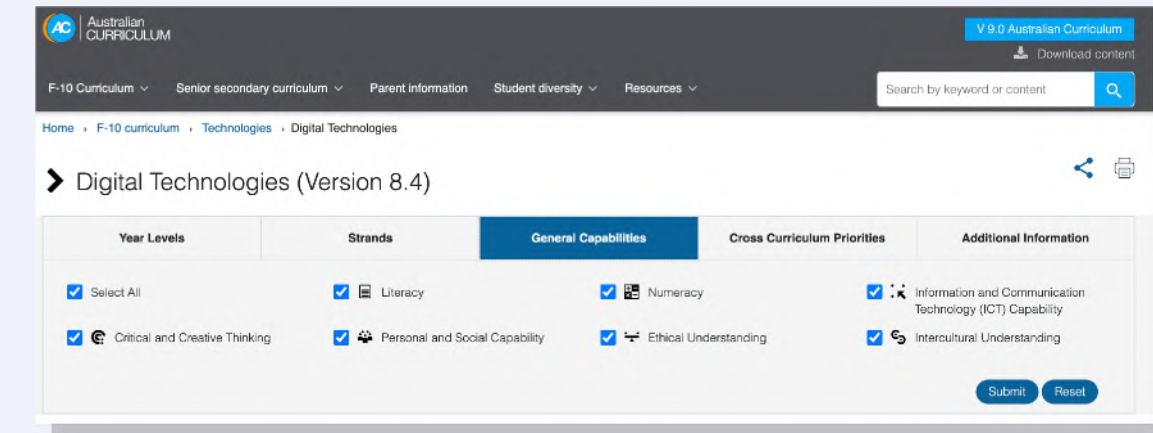 AC
Australian
CURRICULUM
V 9.0 Australian Curriculum
Download content
F-10 Curriculum Senior secondary curriculum Parent information Student diversity Resources Search by keyword or content
Home › F-10 curriculum › Technologies › Digital Technologies
Digital Technologies (Version 8.4)
Year Levels Strands General Capabilities Cross Curriculum Priorities Additional Information
Select All Literacy Numeracy Information and Communication
Technology (ICT) Capability
Critical and Creative Thinking Personal and Social Capability Ethical Understanding Intercultural Understanding
Submit Reset